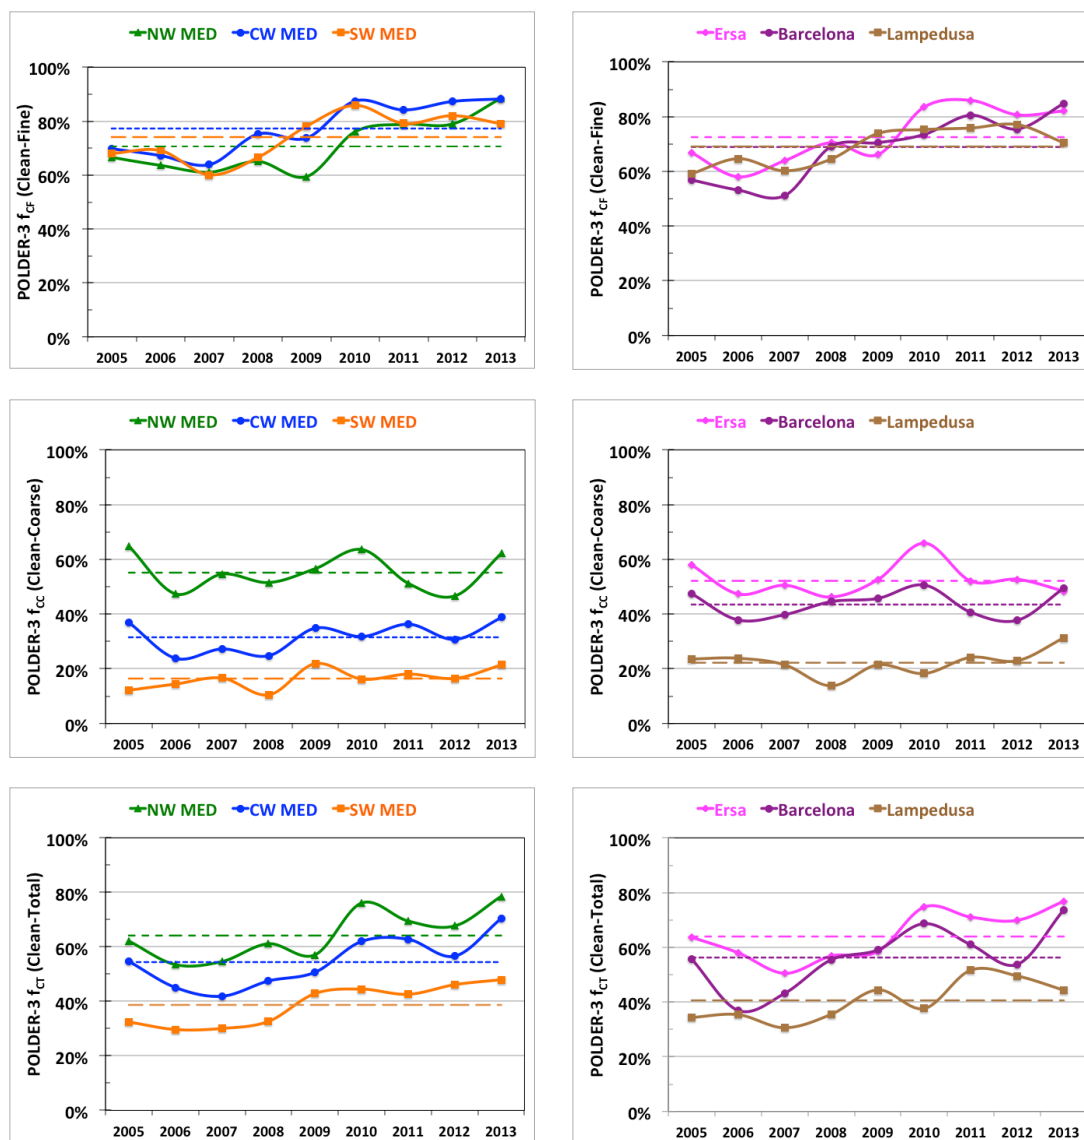 NW MED CW MED SW MED
100%
80%
60%
40%
20%
0%
POLDER-3 fCF (Clean-Fine)
2005 2006 2007 2008 2009 2010 2011 2012 2013
Ersa Barcelona Lampedusa
100%
80%
60%
40%
20%
0%
POLDER-3 fCF (Clean-Fine)
2005 2006 2007 2008 2009 2010 2011 2012 2013
NW MED CW MED SW MED
100%
80%
60%
40%
20%
0%
POLDER-3 fCC (Clean-Coarse)
2005 2006 2007 2008 2009 2010 2011 2012 2013
Ersa Barcelona Lampedusa
100%
80%
60%
40%
20%
0%
POLDER-3 fCC (Clean-Coarse)
2005 2006 2007 2008 2009 2010 2011 2012 2013
NW MED CW MED SW MED
100%
80%
60%
40%
20%
0%
POLDER-3 fCT (Clean-Total)
2005 2006 2007 2008 2009 2010 2011 2012 2013
Ersa Barcelona Lampedusa
100%
80%
60%
40%
20%
0%
POLDER-3 fCT (Clean-Total)
2005 2006 2007 2008 2009 2010 2011 2012 2013